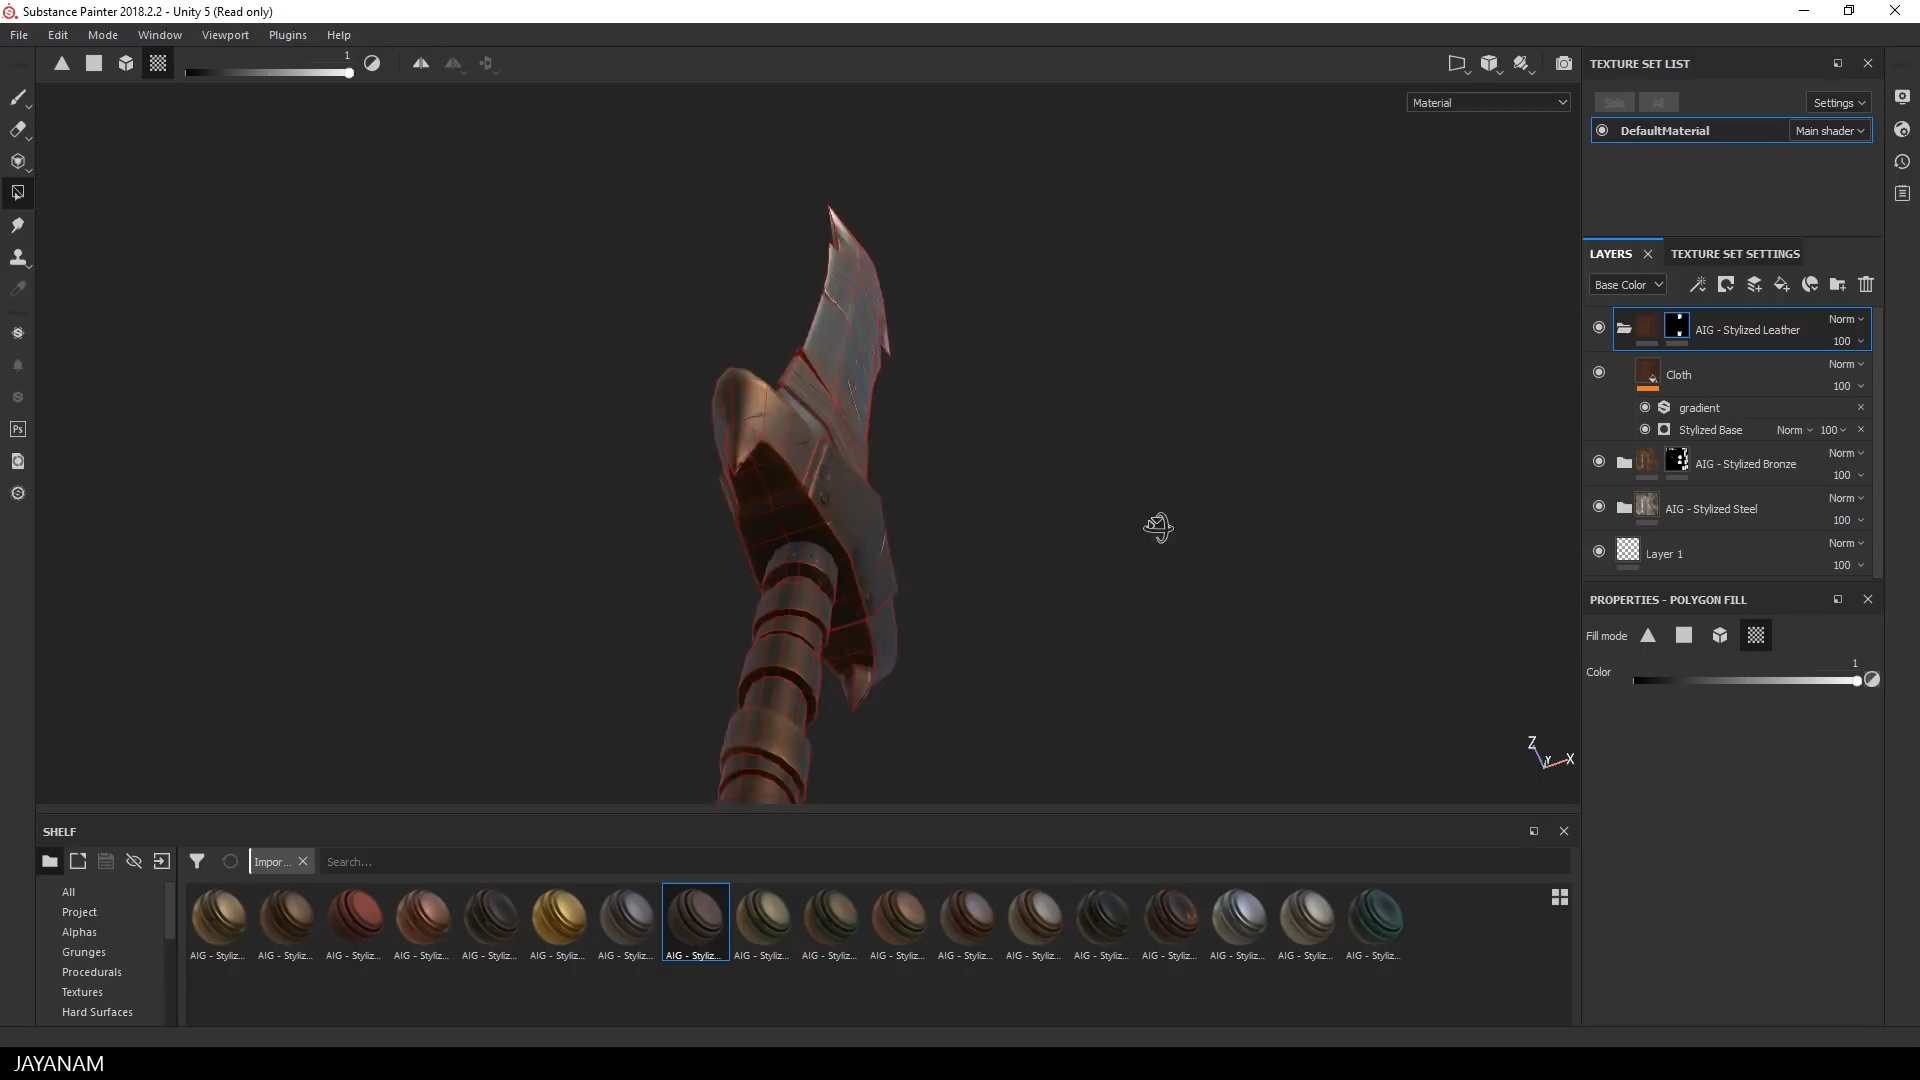 Substance Painter 2018.2.2 - Unity 5 (Read only)
File Edit Mode Window Viewport Plugins Help
1
Material
TEXTURE SET LIST
Solo All Settings
DefaultMaterial Main shader
LAYERS TEXTURE SET SETTINGS
Base Color
AIG - Stylized Leather Norm 100
Cloth Norm 100
gradient
Stylized Base Norm 100
AIG - Stylized Bronze Norm 100
AIG - Stylized Steel Norm 100
Layer 1 Norm 100
PROPERTIES - POLYGON FILL
Fill mode
Color 1
Z Y X
Ps
SHELF
Impor... Search...
All
Project
Alphas
Grunges
Procedurals
Textures
Hard Surfaces
AIG - Styliz... AIG - Styliz... AIG - Styliz... AIG - Styliz... AIG - Styliz... AIG - Styliz... AIG - Styliz... AIG - Styliz... AIG - Styliz... AIG - Styliz... AIG - Styliz... AIG - Styliz... AIG - Styliz... AIG - Styliz... AIG - Styliz... AIG - Styliz... AIG - Styliz... AIG - Styliz...
JAYANAM